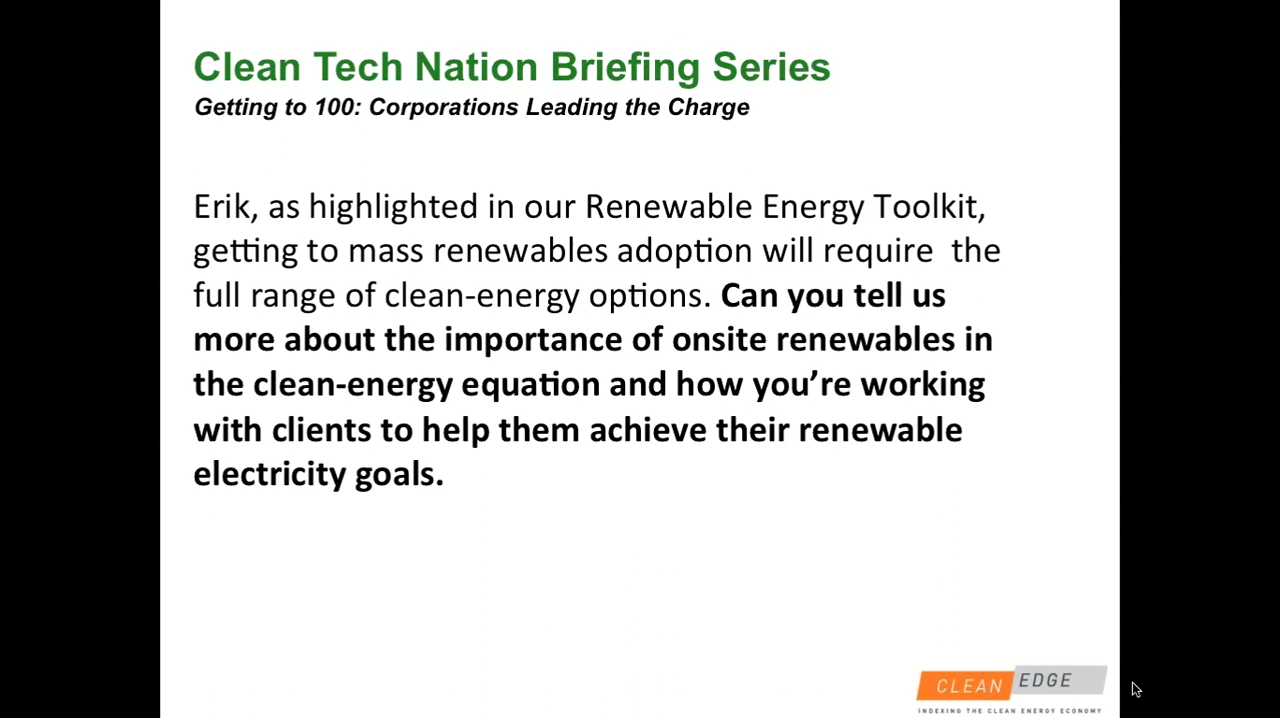 Clean Tech Nation Briefing Series
Getting to 100: Corporations Leading the Charge
Erik, as highlighted in our Renewable Energy Toolkit,
getting to mass renewables adoption will require  the
full range of clean-energy options. Can you tell us
more about the importance of onsite renewables in
the clean-energy equation and how you’re working
with clients to help them achieve their renewable
electricity goals.
CLEAN EDGE
INDEXING THE CLEAN ENERGY ECONOMY